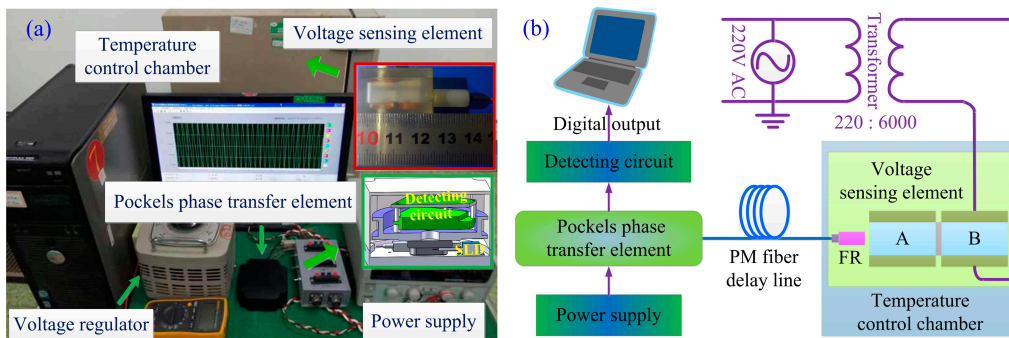 (a)
Temperature
control chamber
Voltage sensing element
10 11 12 13 14
Pockels phase transfer element
Detecting
circuit
SLD
Voltage regulator
Power supply
(b)
220V AC
Transformer
220 : 6000
Digital output
Detecting circuit
Pockels phase
transfer element
Power supply
PM fiber
delay line
Voltage
sensing element
FR
A
B
Temperature
control chamber